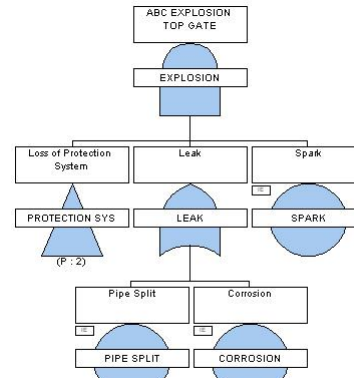 ABC EXPLOSION
TOP GATE
EXPLOSION
Loss of Protection
System
Leak
Spark
PROTECTION SYS
LEAK
SPARK
(P : 2)
Pipe Split
Corrosion
PIPE SPLIT
CORROSION